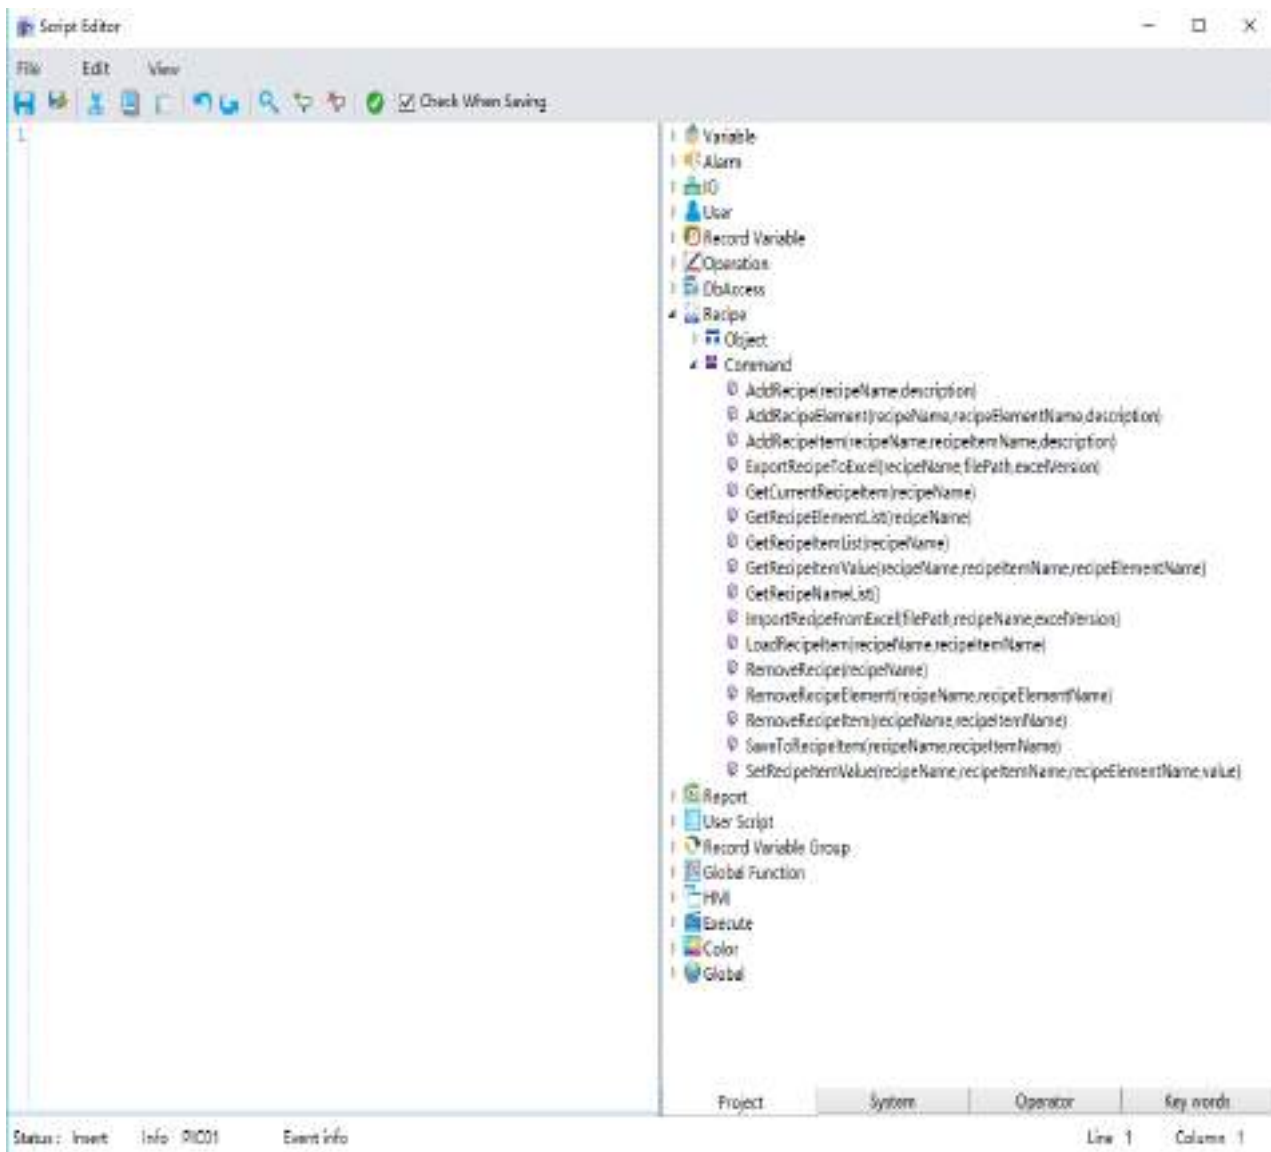 Script Editor
File Edit View
Check When Saving
1
Variable
Alarm
IO
User
Record Variable
Operation
DbAccess
Recipe
Object
Command
AddRecipe(recipeName,description)
AddRecipeElement(recipeName,recipeElementName,description)
AddRecipeItem(recipeName,recipeItemName,description)
ExportRecipeToExcel(recipeName,filePath,excelVersion)
GetCurrentRecipeItem(recipeName)
GetRecipeElementList(recipeName)
GetRecipeItemList(recipeName)
GetRecipeItemValue(recipeName,recipeItemName,recipeElementName)
GetRecipeNameList()
ImportRecipeFromExcel(filePath,recipeName,excelVersion)
LoadRecipeItem(recipeName,recipeItemName)
RemoveRecipe(recipeName)
RemoveRecipeElement(recipeName,recipeElementName)
RemoveRecipeItem(recipeName,recipeItemName)
SaveToRecipeItem(recipeName,recipeItemName)
SetRecipeItemValue(recipeName,recipeItemName,recipeElementName,value)
Report
User Script
Record Variable Group
Global Function
HMI
Execute
Color
Global
Project System Operator Key words
Status : Insert Info PIC01 Event info Line 1 Column 1